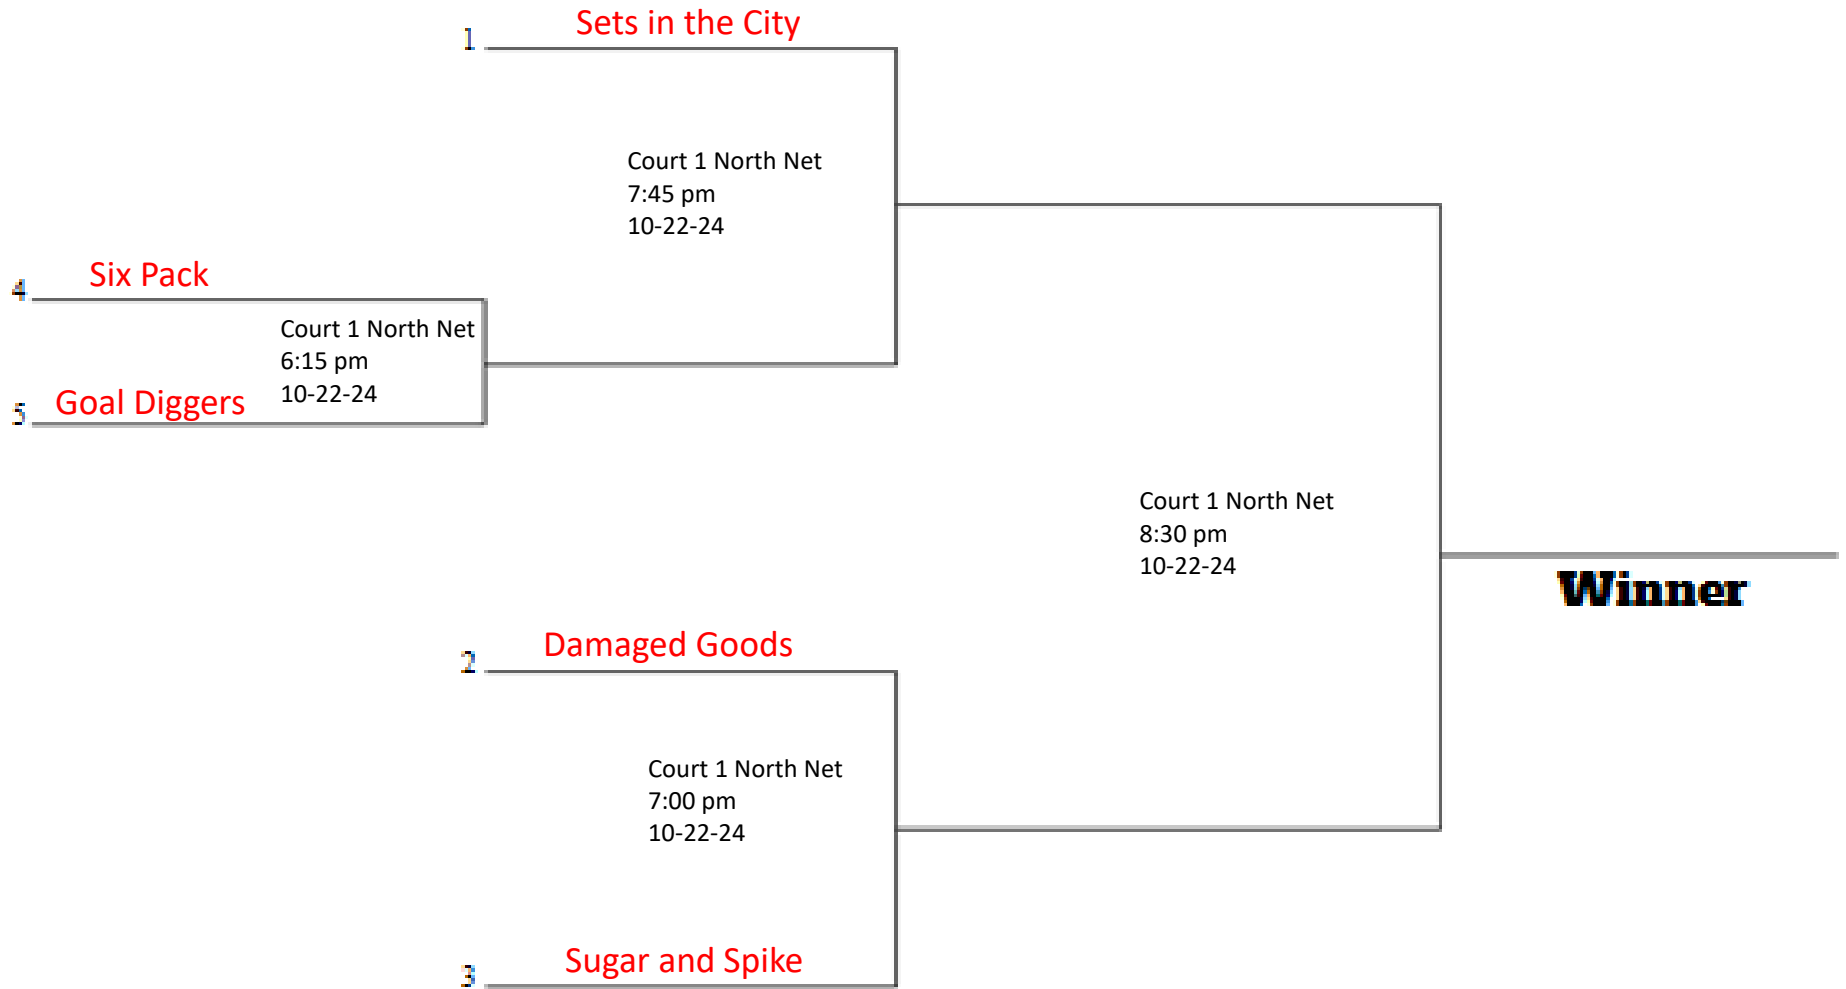 1 Sets in the City
Court 1 North Net
7:45 pm
10-22-24
4 Six Pack
Court 1 North Net
6:15 pm
10-22-24
5 Goal Diggers
Court 1 North Net
8:30 pm
10-22-24
Winner
2 Damaged Goods
Court 1 North Net
7:00 pm
10-22-24
3 Sugar and Spike